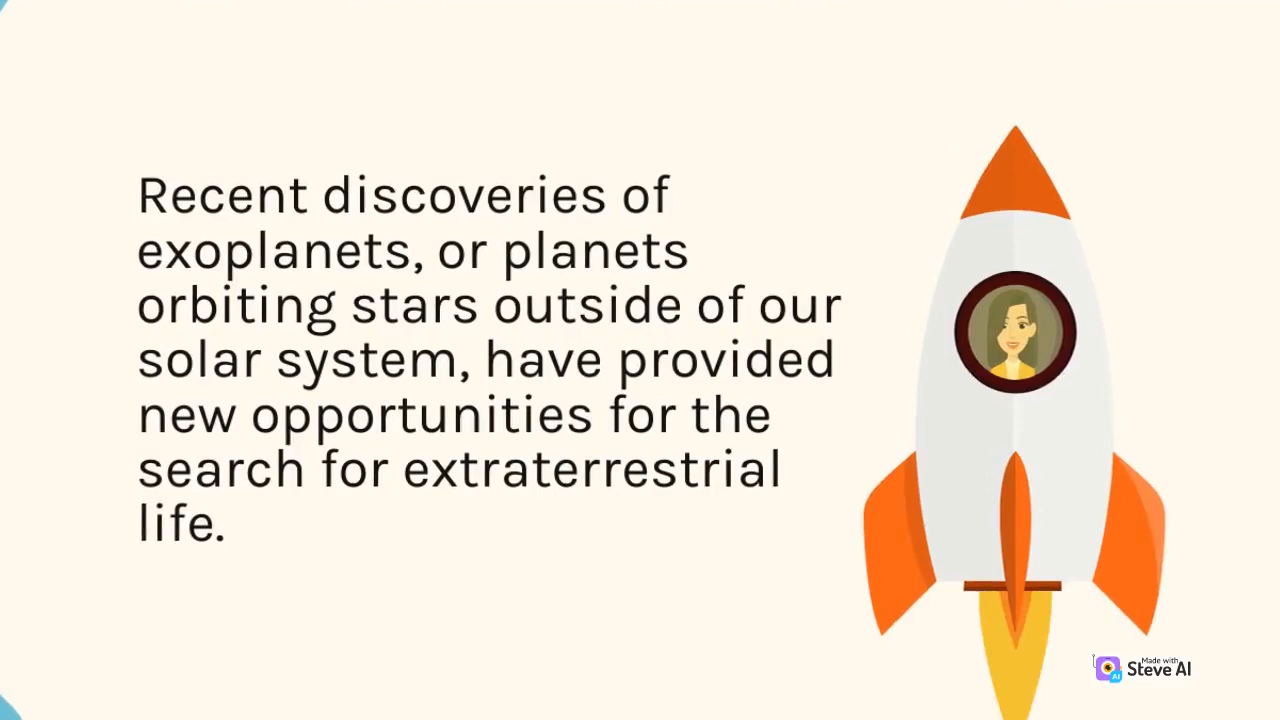 Recent discoveries of
exoplanets, or planets
orbiting stars outside of our
solar system, have provided
new opportunities for the
search for extraterrestrial
life.
Made with
Steve AI
AI